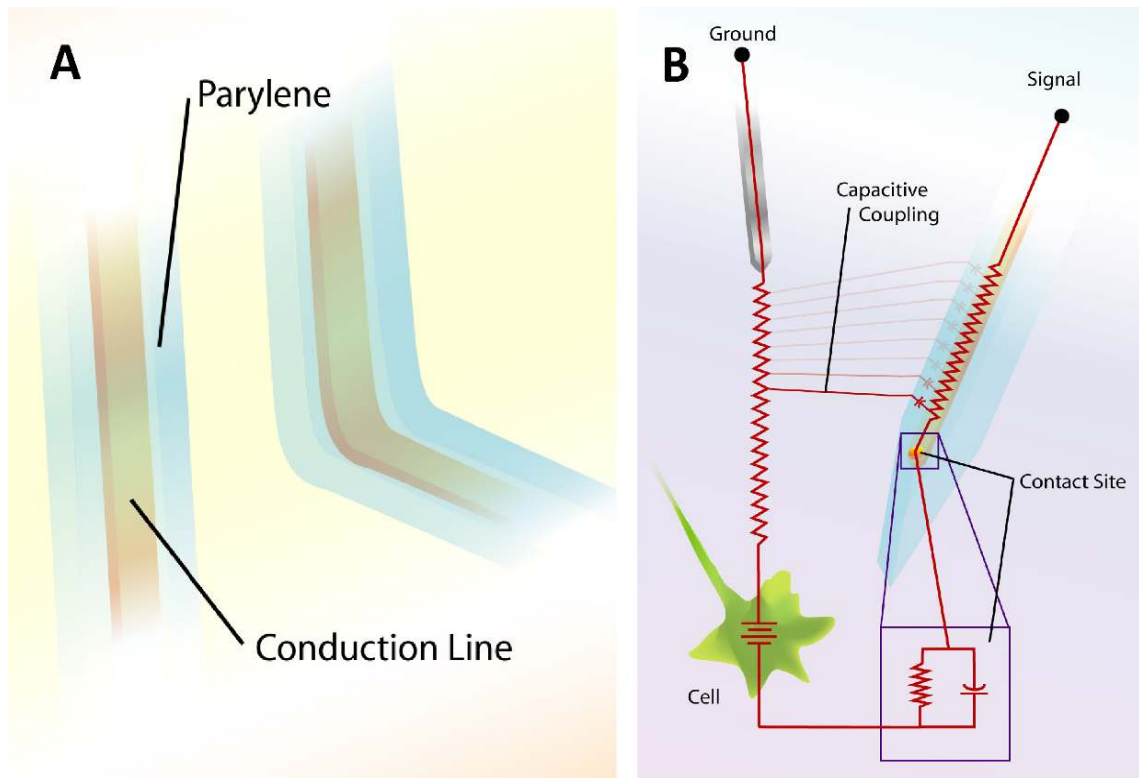 A
Parylene
Conduction Line
B
Ground
Signal
Capacitive
Coupling
Contact Site
Cell